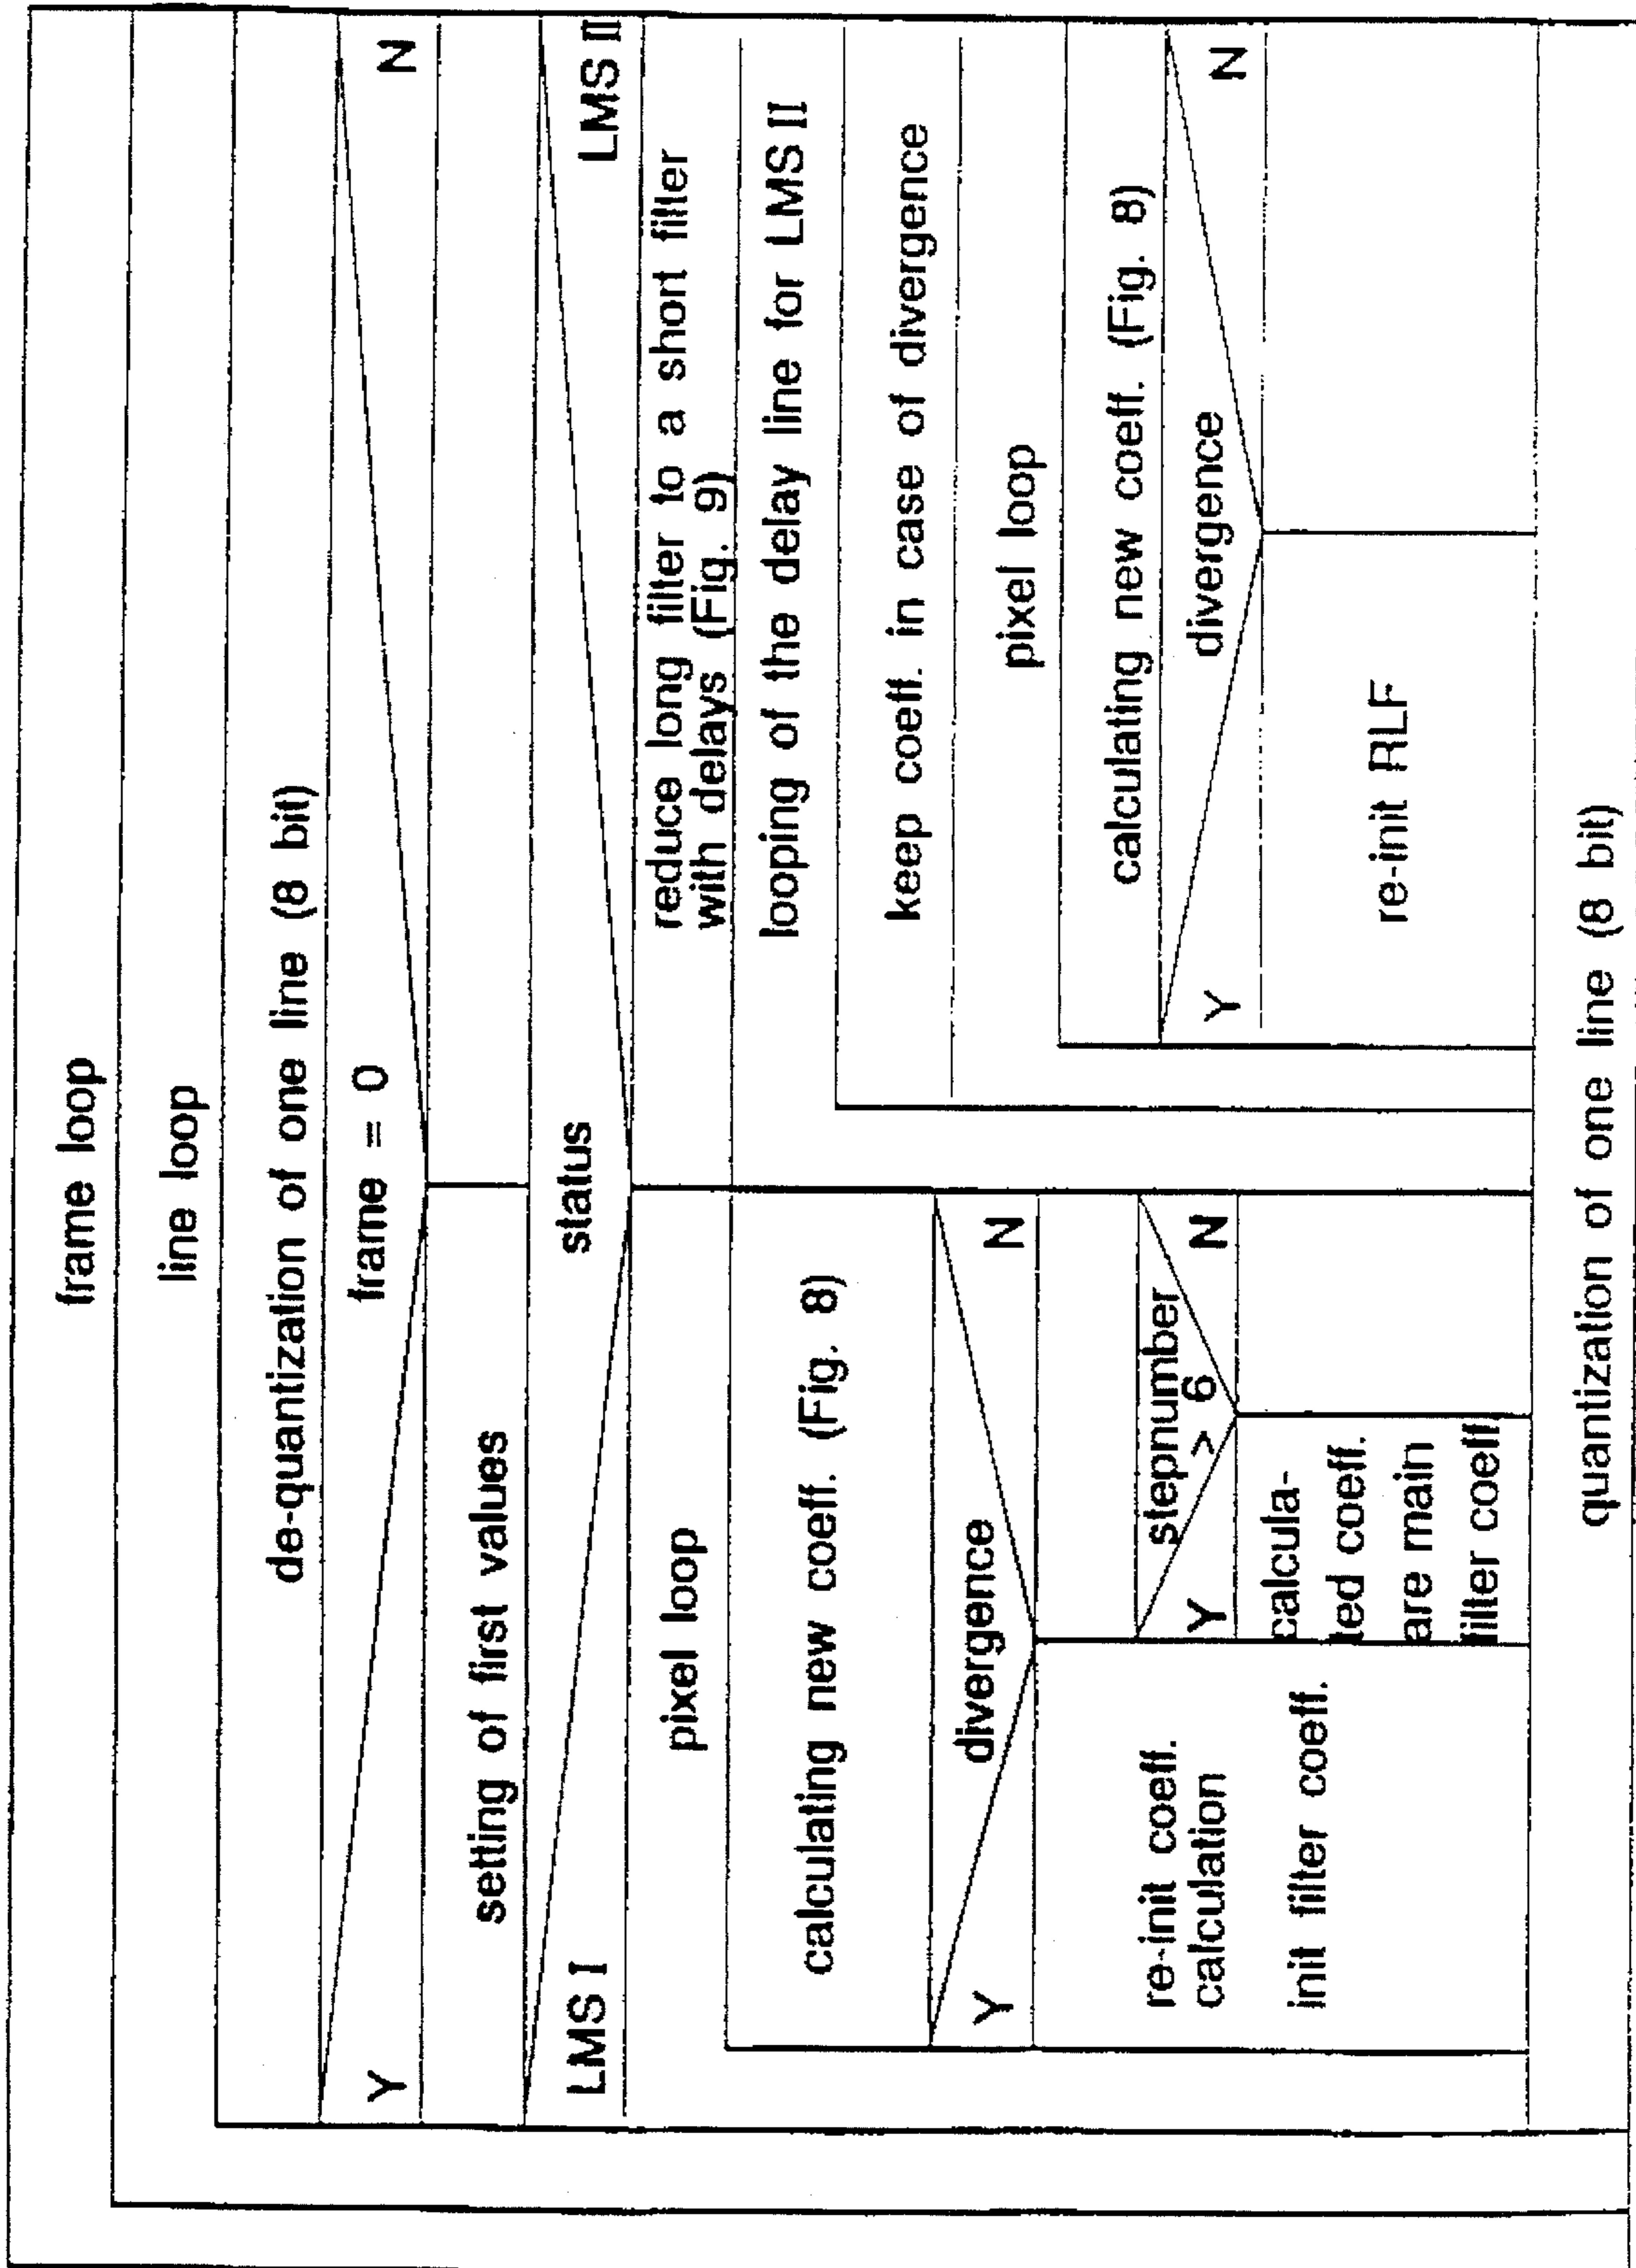 frame loop
line loop
de-quantization of one line (8 bit)
Y
frame = 0
N
setting of first values
LMS I
status
LMS II
pixel loop
calculating new coeff. (Fig. 8)
Y
divergence
N
re-init coeff.
calculation
init filter coeff.
stepnumber
Y > 6 N
calcula-
ted coeff.
are main
filter coeff.
reduce long filter to a short filter
with delays (Fig. 9)
looping of the delay line for LMS II
keep coeff. in case of divergence
pixel loop
calculating new coeff. (Fig. 8)
Y
divergence
N
re-init RLF
quantization of one line (8 bit)